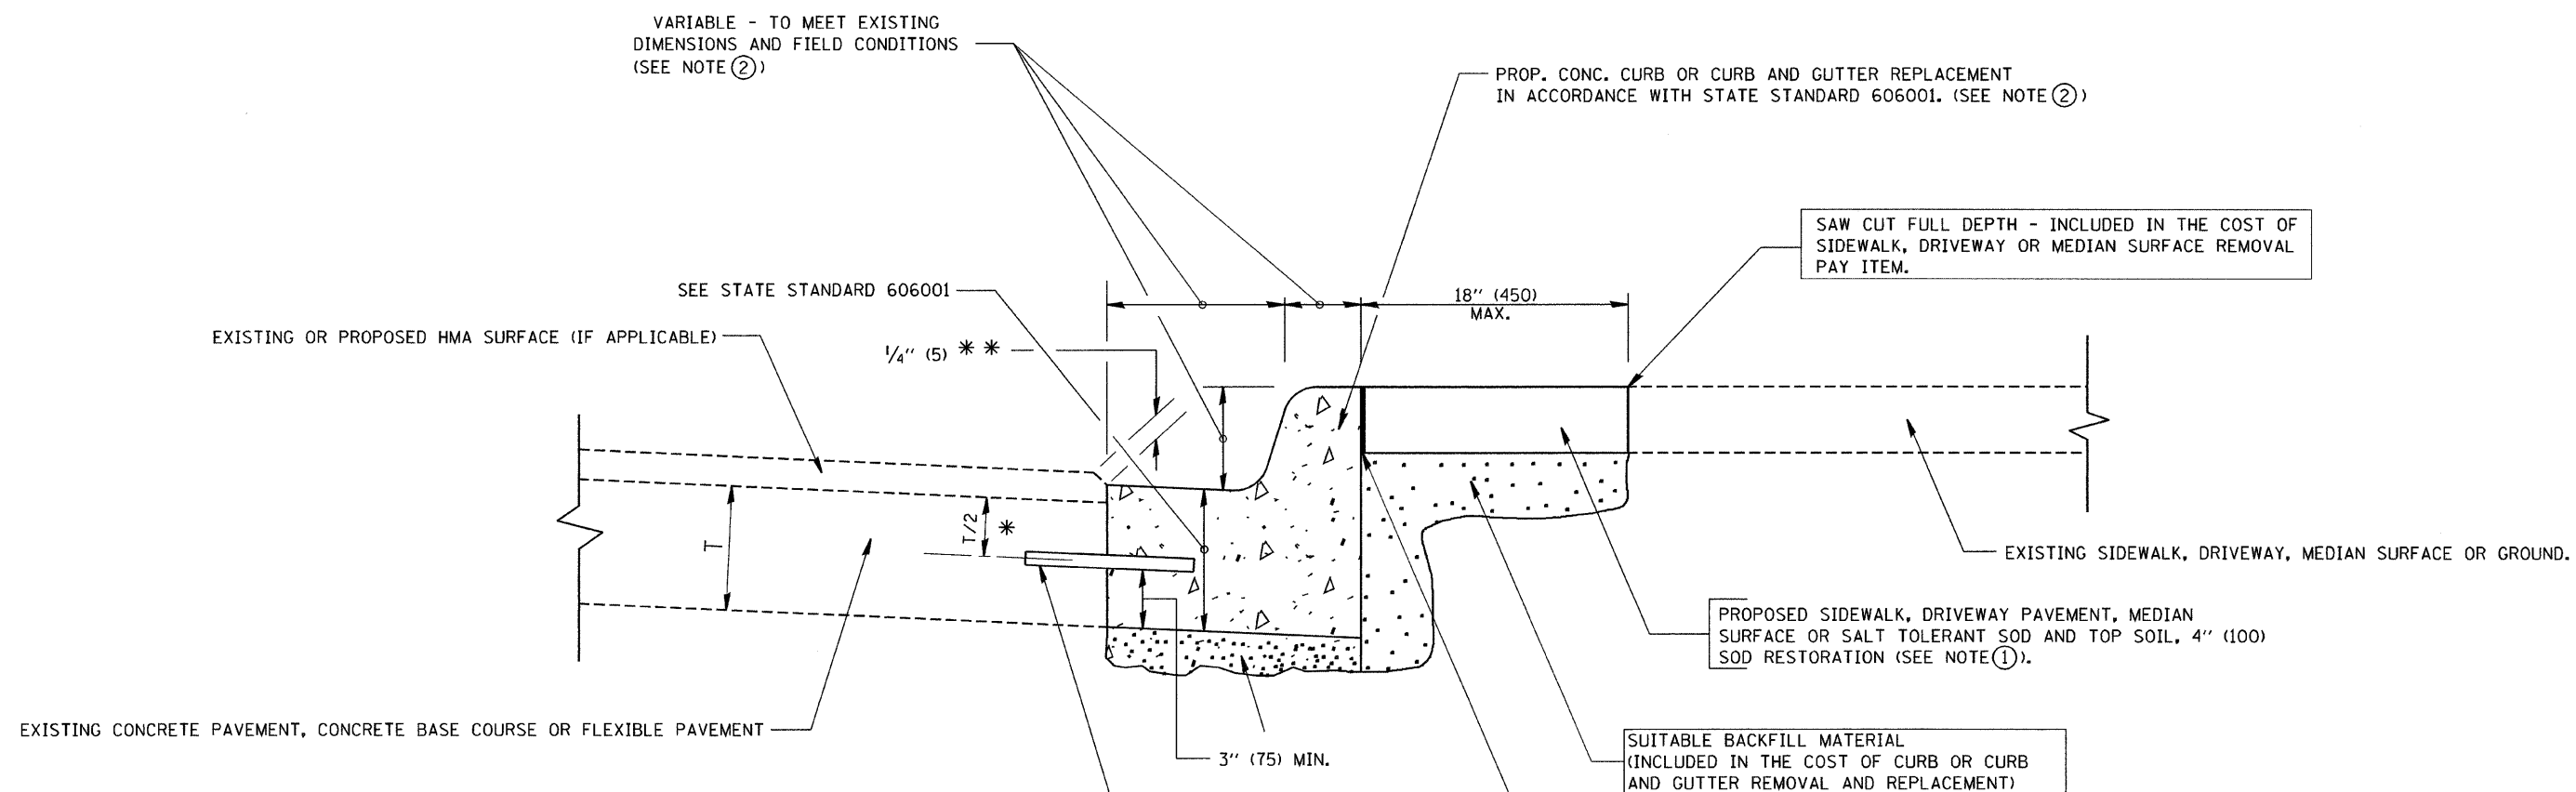 VARIABLE - TO MEET EXISTING
DIMENSIONS AND FIELD CONDITIONS
(SEE NOTE ②)
PROP. CONC. CURB OR CURB AND GUTTER REPLACEMENT
IN ACCORDANCE WITH STATE STANDARD 606001. (SEE NOTE ②)
SAW CUT FULL DEPTH - INCLUDED IN THE COST OF
SIDEWALK, DRIVEWAY OR MEDIAN SURFACE REMOVAL
PAY ITEM.
SEE STATE STANDARD 606001
18" (450)
MAX.
EXISTING OR PROPOSED HMA SURFACE (IF APPLICABLE)
1/4" (5) * *
T
T/2 *
EXISTING SIDEWALK, DRIVEWAY, MEDIAN SURFACE OR GROUND.
PROPOSED SIDEWALK, DRIVEWAY PAVEMENT, MEDIAN
SURFACE OR SALT TOLERANT SOD AND TOP SOIL, 4" (100)
SOD RESTORATION (SEE NOTE ①).
EXISTING CONCRETE PAVEMENT, CONCRETE BASE COURSE OR FLEXIBLE PAVEMENT
3" (75) MIN.
SUITABLE BACKFILL MATERIAL
(INCLUDED IN THE COST OF CURB OR CURB
AND GUTTER REMOVAL AND REPLACEMENT)